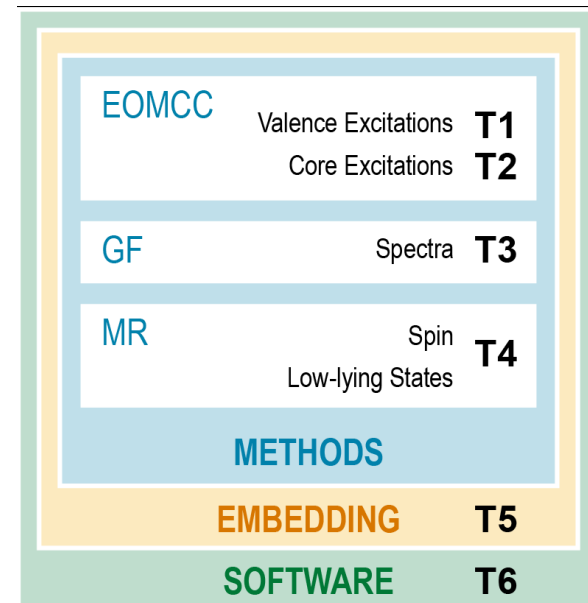 EOMCC
Valence Excitations T1
Core Excitations T2
GF Spectra T3
MR Spin
T4
Low-lying States
METHODS
EMBEDDING T5
SOFTWARE T6